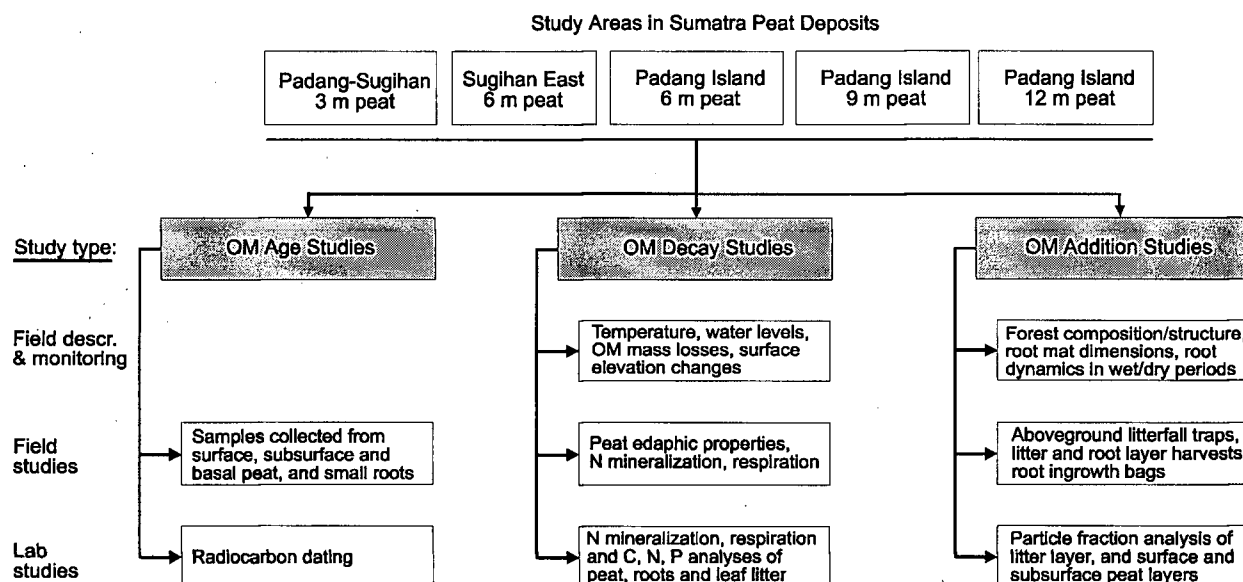 Study Areas in Sumatra Peat Deposits
Padang-Sugihan
3 m peat
Sugihan East
6 m peat
Padang Island
6 m peat
Padang Island
9 m peat
Padang Island
12 m peat
Study type:
OM Age Studies
OM Decay Studies
OM Addition Studies
Field descr.
& monitoring
Temperature, water levels,
OM mass losses, surface
elevation changes
Forest composition/structure,
root mat dimensions, root
dynamics in wet/dry periods
Field
studies
Samples collected from
surface, subsurface and
basal peat, and small roots
Peat edaphic properties,
N mineralization, respiration
Aboveground litterfall traps,
litter and root layer harvests
root ingrowth bags
Lab
studies
Radiocarbon dating
N mineralization, respiration
and C, N, P analyses of
peat, roots and leaf litter
Particle fraction analysis of
litter layer, and surface and
subsurface peat layers